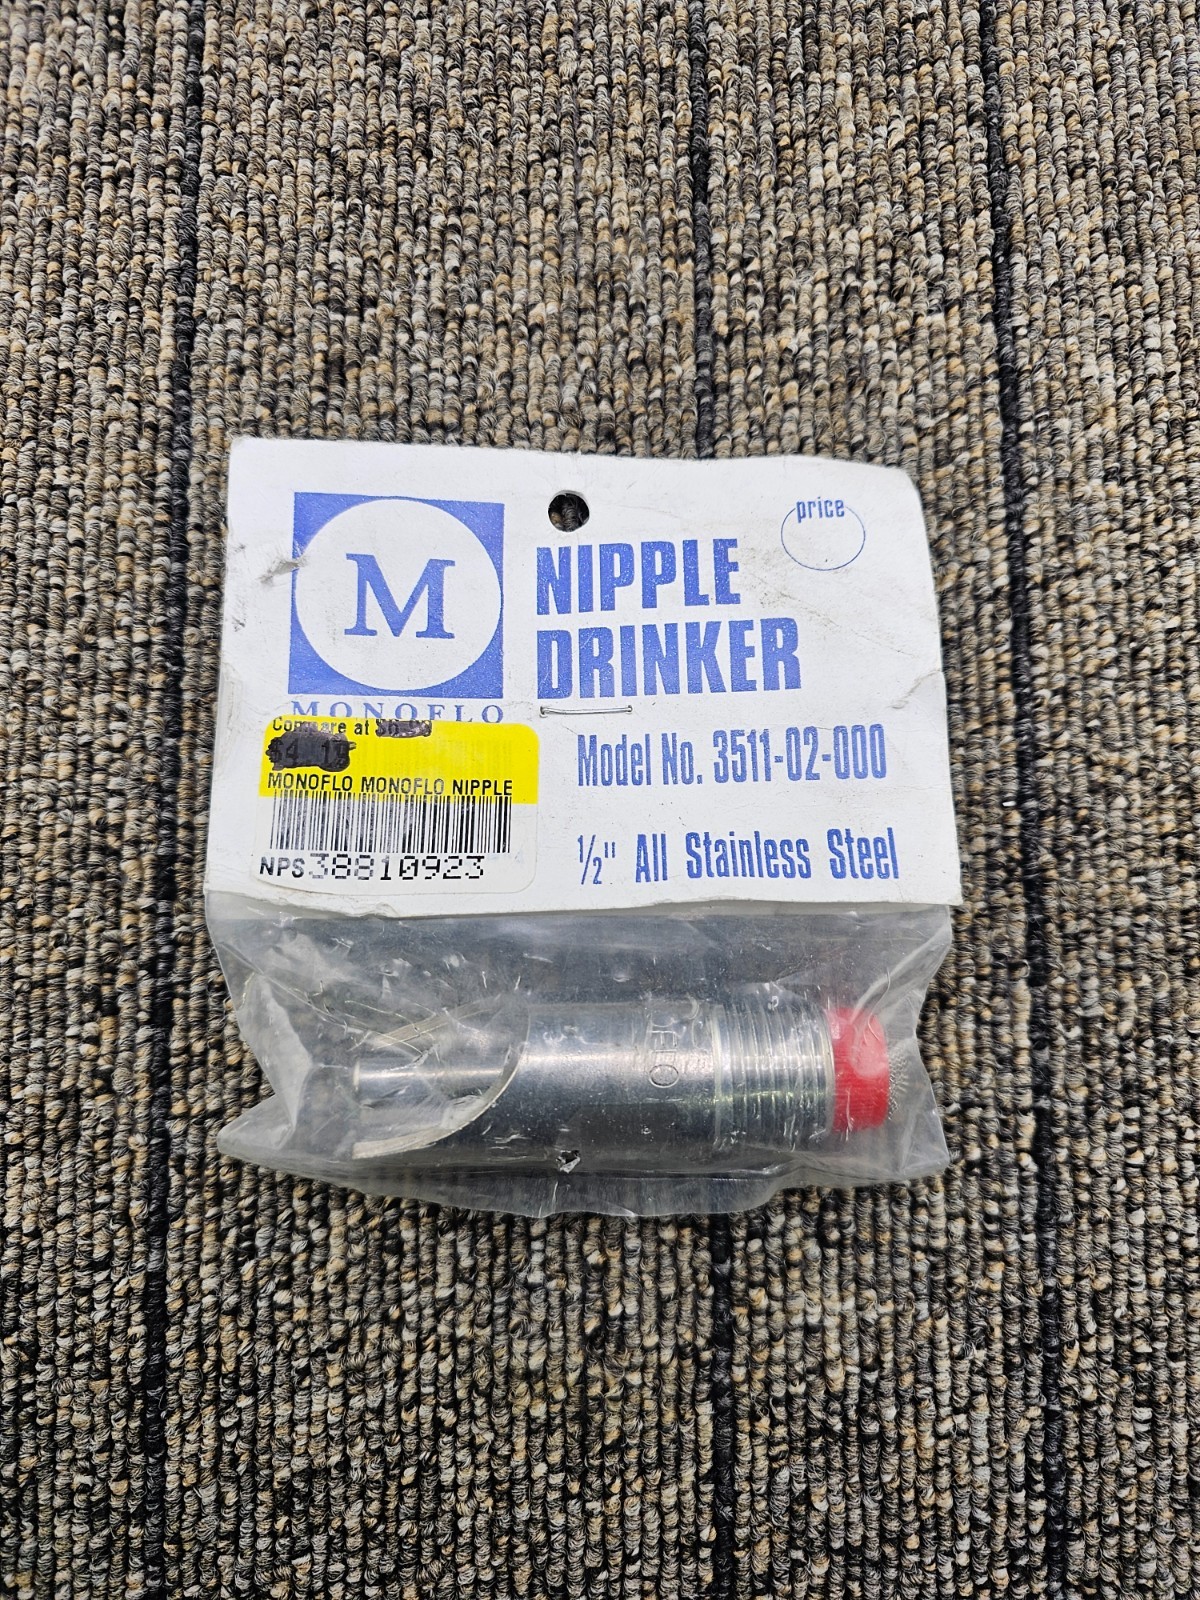 M
MONOFLO
price
NIPPLE
DRINKER
Model No. 3511-02-000
½" All Stainless Steel
Compare at
MONOFLO MONOFLO NIPPLE
NPS38810923
FLO